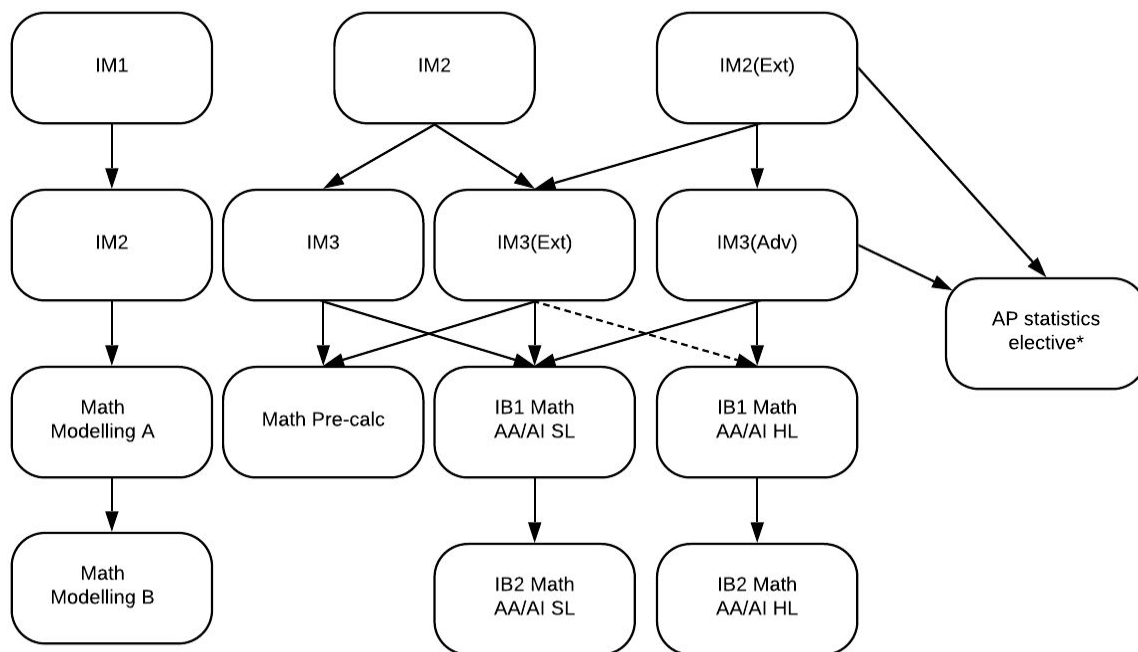 IM1
IM2
IM2(Ext)
IM2
IM3
IM3(Ext)
IM3(Adv)
AP statistics
elective*
Math
Modelling A
Math Pre-calc
IB1 Math
AA/AI SL
IB1 Math
AA/AI HL
Math
Modelling B
IB2 Math
AA/AI SL
IB2 Math
AA/AI HL